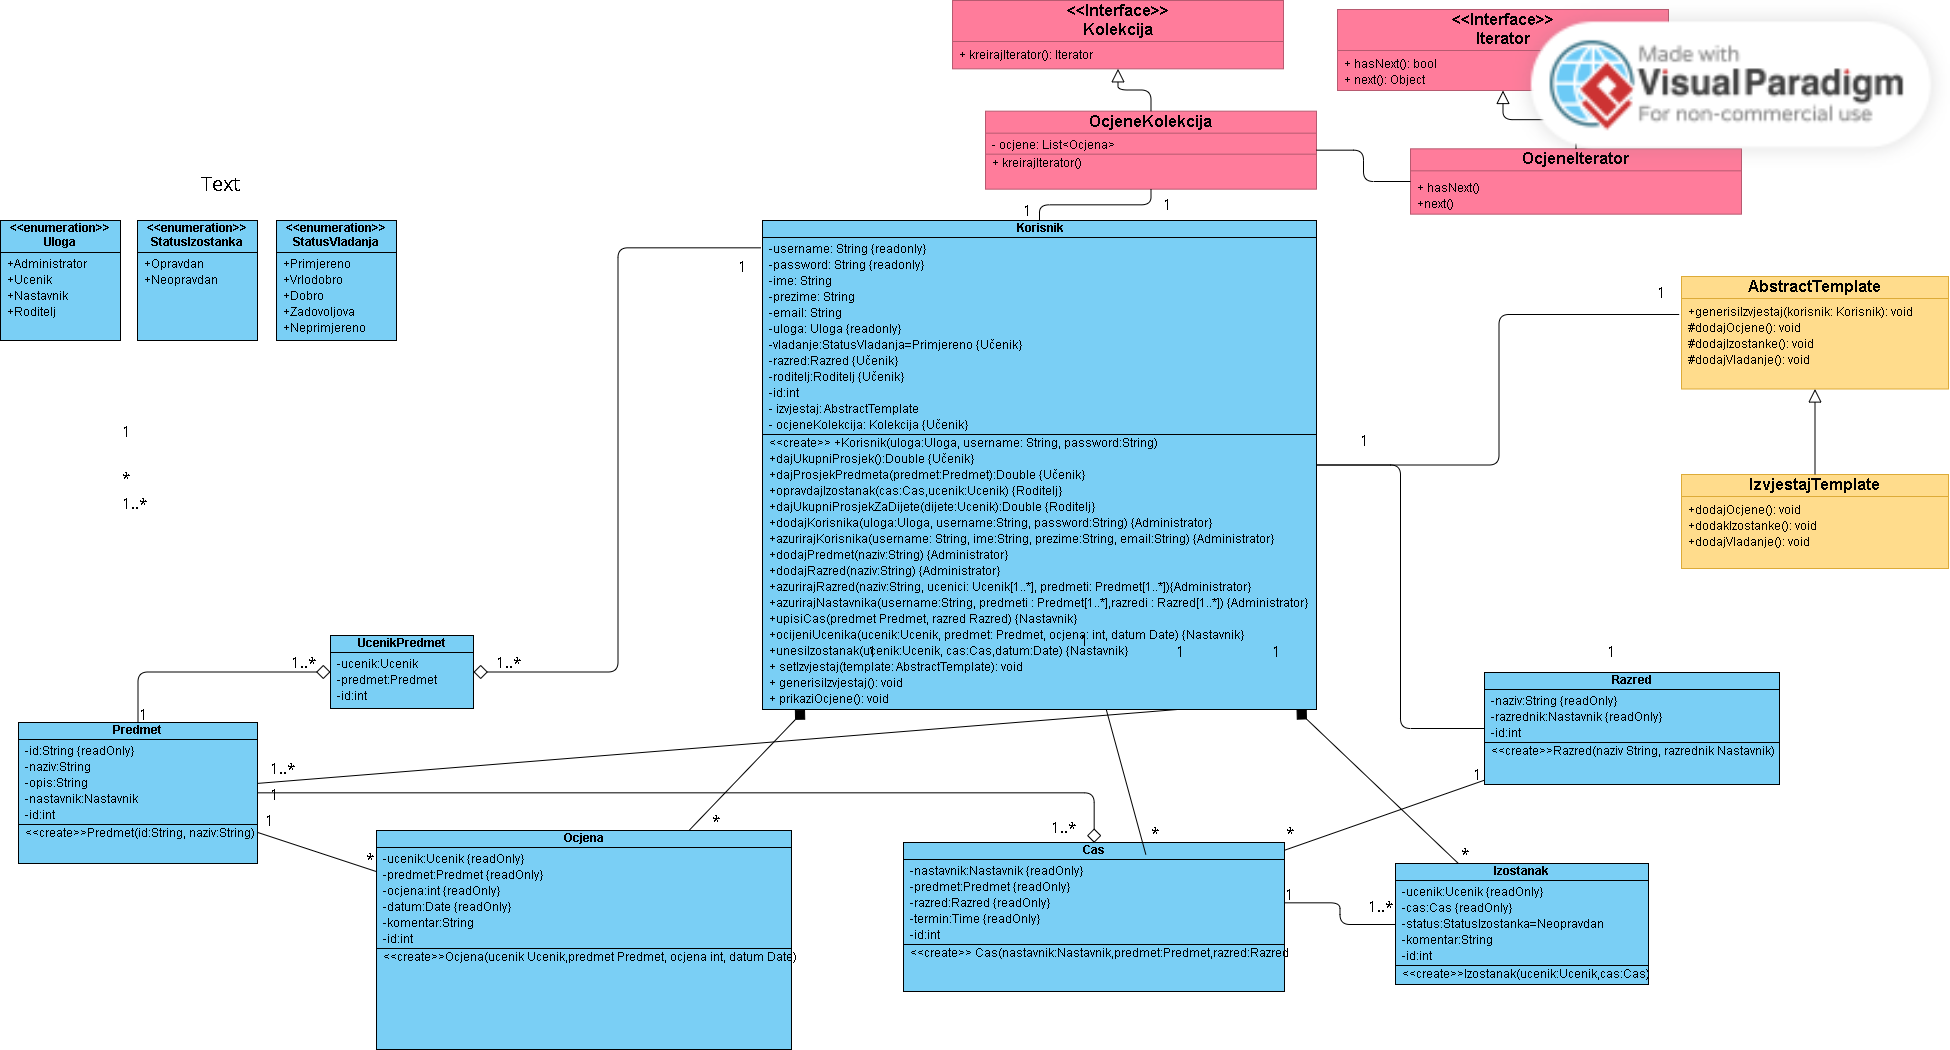 <<Interface>>
Kolekcija
+ kreirajIterator(): Iterator
<<Interface>>
Iterator
+ hasNext(): bool
+ next(): Object
Made with
Visual Paradigm
For non-commercial use
OcjeneKolekcija
- ocjene: List<Ocjena>
+ kreirajIterator()
OcjeneIterator
+ hasNext()
+next()
Text
<<enumeration>>
Uloga
+Administrator
+Ucenik
+Nastavnik
+Roditelj
<<enumeration>>
StatusIzostanka
+Opravdan
+Neopravdan
<<enumeration>>
StatusVladanja
+Primjereno
+Vrlodobro
+Dobro
+Zadovoljova
+Neprimjereno
1
*
1..*
1
1
1
Korisnik
-username: String {readonly}
-password: String {readonly}
-ime: String
-prezime: String
-email: String
-uloga: Uloga {readonly}
-vladanje:StatusVladanja=Primjereno {Učenik}
-razred:Razred {Učenik}
-roditelj:Roditelj {Učenik}
-id:int
- izvjestaj: AbstractTemplate
- ocjeneKolekcija: Kolekcija {Učenik}
<<create>> +Korisnik(uloga:Uloga, username: String, password:String)
+dajUkupniProsjek():Double {Učenik}
+dajProsjekPredmeta(predmet:Predmet):Double {Učenik}
+opravdajIzostanak(cas:Cas,ucenik:Ucenik) {Roditelj}
+dajUkupniProsjekZaDijete(dijete:Ucenik):Double {Roditelj}
+dodajKorisnika(uloga:Uloga, username:String, password:String) {Administrator}
+azurirajKorisnika(username: String, ime:String, prezime:String, email:String) {Administrator}
+dodajPredmet(naziv:String) {Administrator}
+dodajRazred(naziv:String) {Administrator}
+azurirajRazred(naziv:String, ucenici: Ucenik[1..*], predmeti: Predmet[1..*]){Administrator}
+azurirajNastavnika(username:String, predmeti : Predmet[1..*],razredi : Razred[1..*]) {Administrator}
+upisiCas(predmet Predmet, razred Razred) {Nastavnik}
+ocijeniUcenika(ucenik:Ucenik, predmet: Predmet, ocjena: int, datum Date) {Nastavnik}
+unesiIzostanak(ucenik:Ucenik, cas:Cas,datum:Date) {Nastavnik}
+ setIzvjestaj(template: AbstractTemplate): void
+ generisiIzvjestaj(): void
+ prikaziOcjene(): void
1
1
1
1
1
1
AbstractTemplate
+generisiIzvjestaj(korisnik: Korisnik): void
#dodajOcjene(): void
#dodajIzostanke(): void
#dodajVladanje(): void
IzvjestajTemplate
+dodajOcjene(): void
+dodakIzostanke(): void
+dodajVladanje(): void
UcenikPredmet
-ucenik:Ucenik
-predmet:Predmet
-id:int
1..*
1..*
1
Predmet
-id:String {readOnly}
-naziv:String
-opis:String
-nastavnik:Nastavnik
-id:int
<<create>>Predmet(id:String, naziv:String)
1..*
1
1
*
*
1..*
*
*
*
1
1
Razred
-naziv:String {readOnly}
-razrednik:Nastavnik {readOnly}
-id:int
<<create>>Razred(naziv String, razrednik Nastavnik)
Ocjena
-ucenik:Ucenik {readOnly}
-predmet:Predmet {readOnly}
-ocjena:int {readOnly}
-datum:Date {readOnly}
-komentar:String
-id:int
<<create>>Ocjena(ucenik Ucenik,predmet Predmet, ocjena int, datum Date)
Cas
-nastavnik:Nastavnik {readOnly}
-predmet:Predmet {readOnly}
-razred:Razred {readOnly}
-termin:Time {readOnly}
-id:int
<<create>> Cas(nastavnik:Nastavnik,predmet:Predmet,razred:Razred
1
1..*
Izostanak
-ucenik:Ucenik {readOnly}
-cas:Cas {readOnly}
-status:StatusIzostanka=Neopravdan
-komentar:String
-id:int
<<create>>Izostanak(ucenik:Ucenik,cas:Cas)